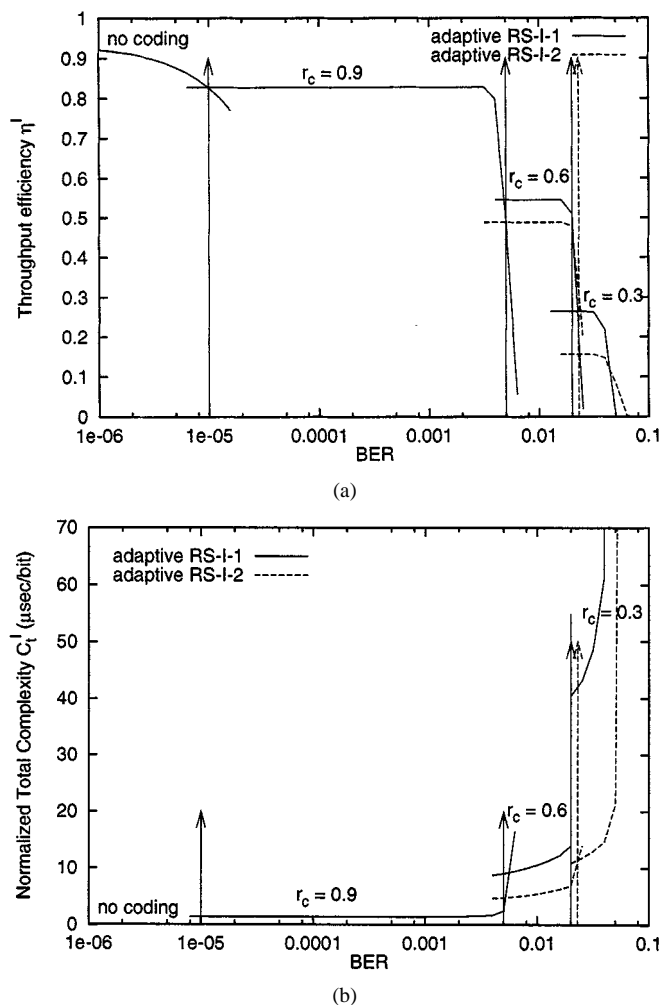 no coding
adaptive RS-I-1
adaptive RS-I-2
r_c = 0.9
r_c = 0.6
r_c = 0.3
Throughput efficiency η^I
1
0.9
0.8
0.7
0.6
0.5
0.4
0.3
0.2
0.1
0
1e-06 1e-05 0.0001 0.001 0.01 0.1
BER
(a)
adaptive RS-I-1
adaptive RS-I-2
r_c = 0.3
r_c = 0.6
r_c = 0.9
no coding
Normalized Total Complexity C_t^I (μsec/bit)
70
60
50
40
30
20
10
0
1e-06 1e-05 0.0001 0.001 0.01 0.1
BER
(b)